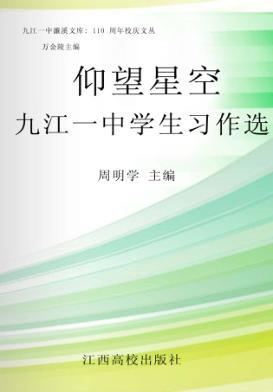 九江一中濂溪文库：110 周年校庆文丛
万金陵主编
仰望星空
九江一中学生习作选
周明学 主编
江西高校出版社